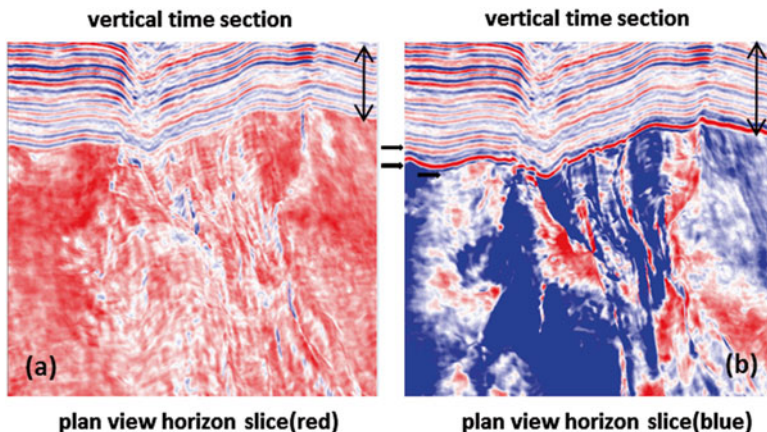 vertical time section
vertical time section
(a)
(b)
plan view horizon slice(red)
plan view horizon slice(blue)